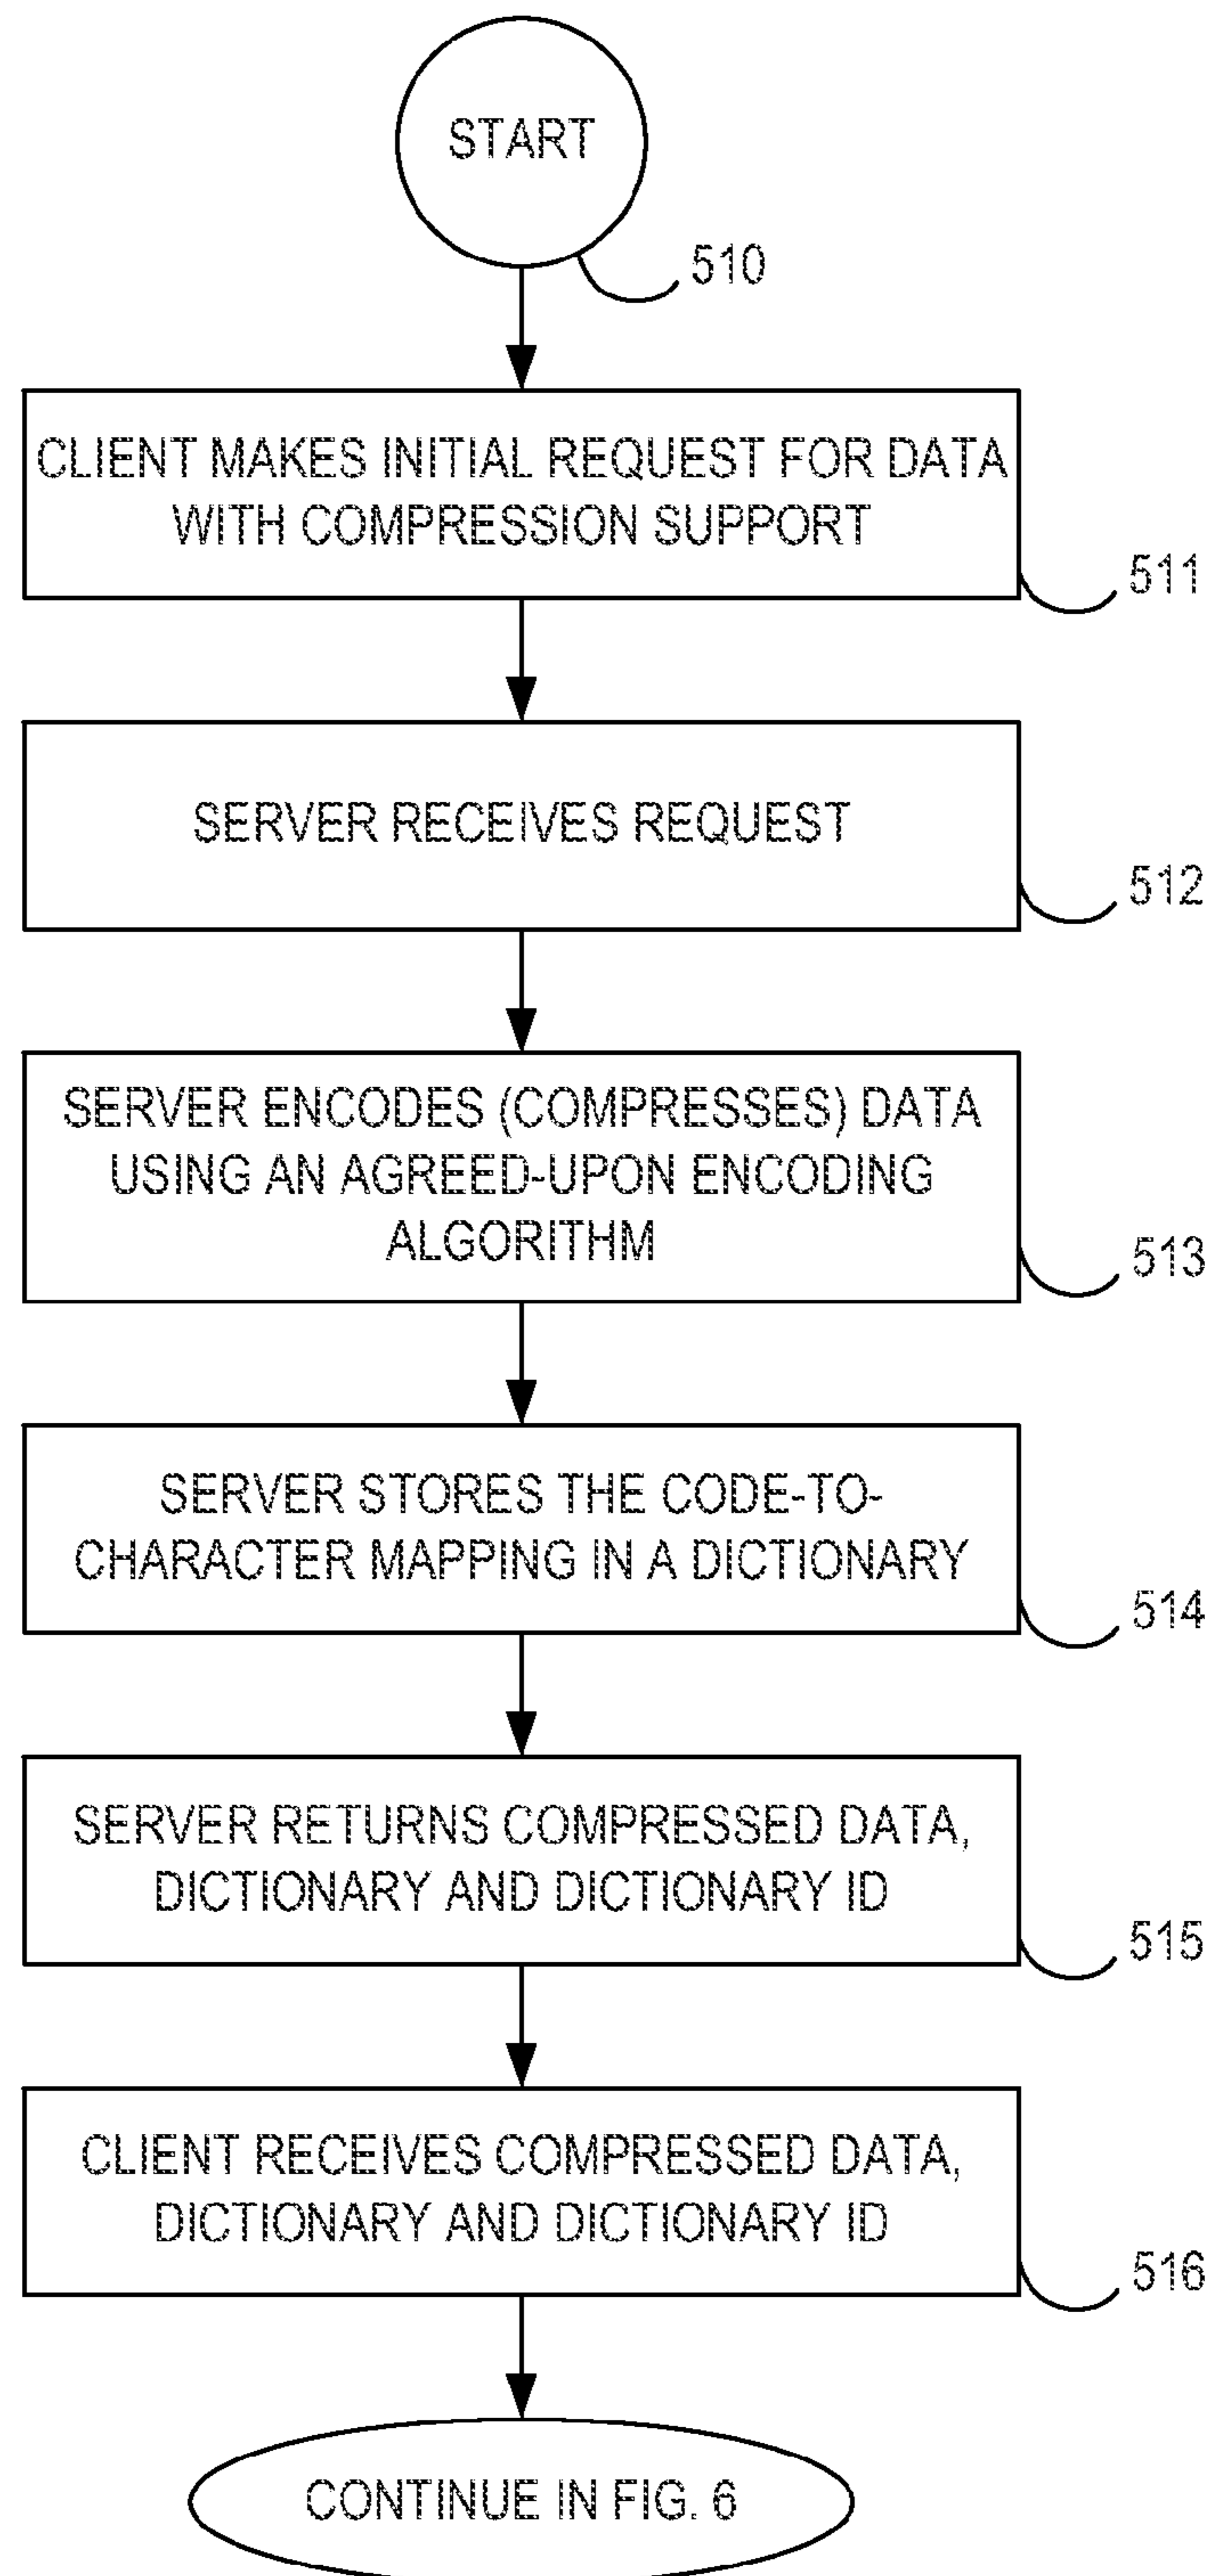 START
510
CLIENT MAKES INITIAL REQUEST FOR DATA
WITH COMPRESSION SUPPORT
511
SERVER RECEIVES REQUEST
512
SERVER ENCODES (COMPRESSES) DATA
USING AN AGREED-UPON ENCODING
ALGORITHM
513
SERVER STORES THE CODE-TO-
CHARACTER MAPPING IN A DICTIONARY
514
SERVER RETURNS COMPRESSED DATA,
DICTIONARY AND DICTIONARY ID
515
CLIENT RECEIVES COMPRESSED DATA,
DICTIONARY AND DICTIONARY ID
516
CONTINUE IN FIG. 6